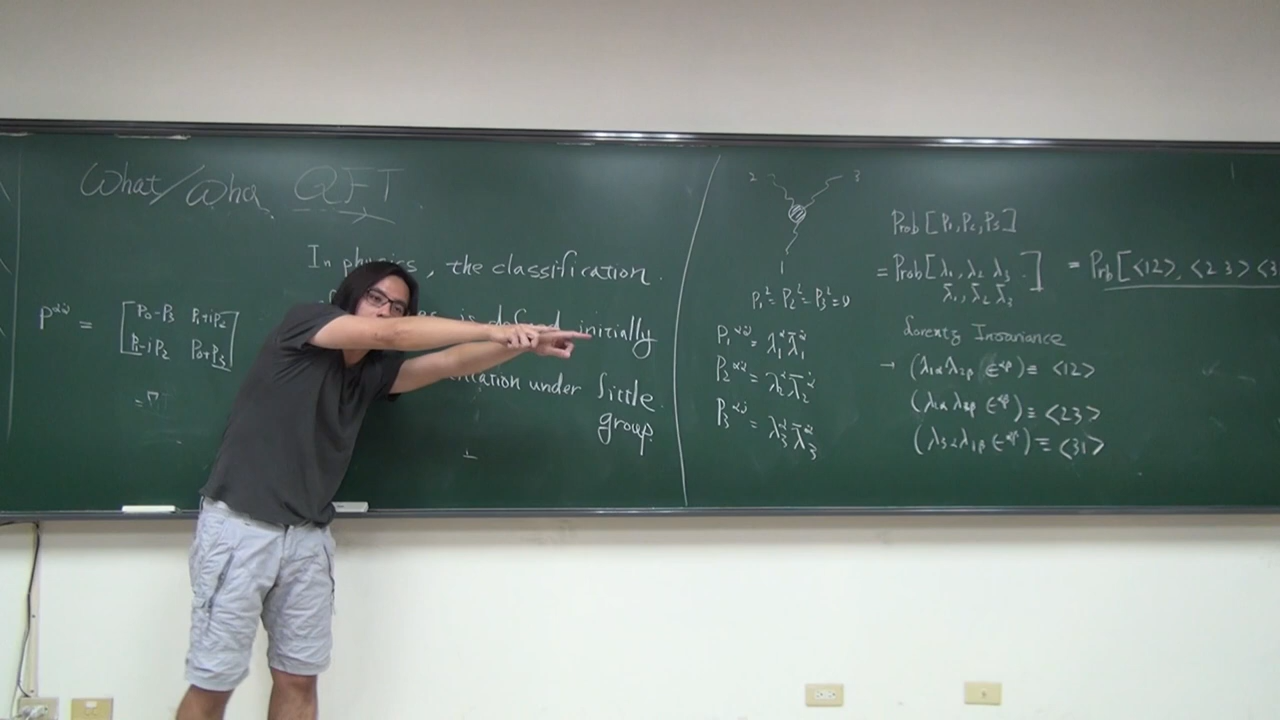 What/Wha QFT
In physics, the classification.
is defined initially
under little
group
P^{αα̇} = [P₀-P₃ P₁+iP₂
P₁-iP₂ P₀+P₃]
2 3
1
P₁² = P₂² = P₃² = 0
P₁^{αα̇} = λ₁^α λ̄₁^α̇
P₂^{αα̇} = λ₂^α λ̄₂^α̇
P₃^{αα̇} = λ₃^α λ̄₃^α̇
Prob[P₁,P₂,P₃]
= Prob[λ₁, λ₂ λ₃ .] = Prb[<12>, <23> <3
λ̄₁, λ̄₂ λ̄₃
Lorentz Invariance
→ (λ₁α λ₂β ε^{αβ}) ≡ <12>
(λ₂α λ₃β ε^{αβ}) ≡ <23>
(λ₃α λ₁β ε^{αβ}) ≡ <31>